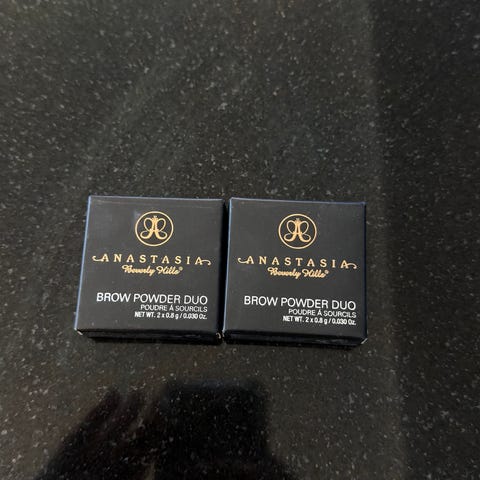 ANASTASIA
Beverly Hills®
BROW POWDER DUO
POUDRE À SOURCILS
NET WT. 2 x 0.8 g / 0.030 Oz.
ANASTASIA
Beverly Hills®
BROW POWDER DUO
POUDRE À SOURCILS
NET WT. 2 x 0.8 g / 0.030 Oz.